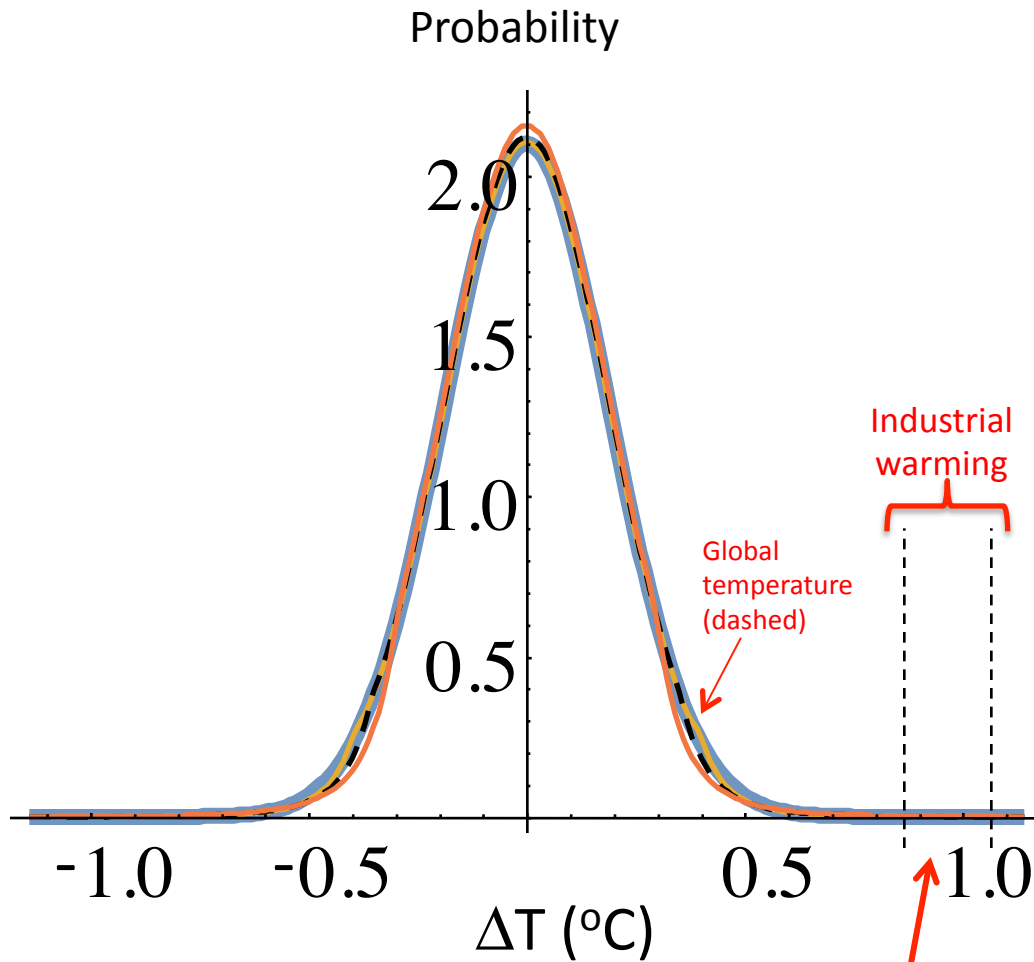 Probability
2.0
1.5
1.0
0.5
Industrial
warming
Global
temperature
(dashed)
-1.0
-0.5
0.5
1.0
ΔT (ºC)